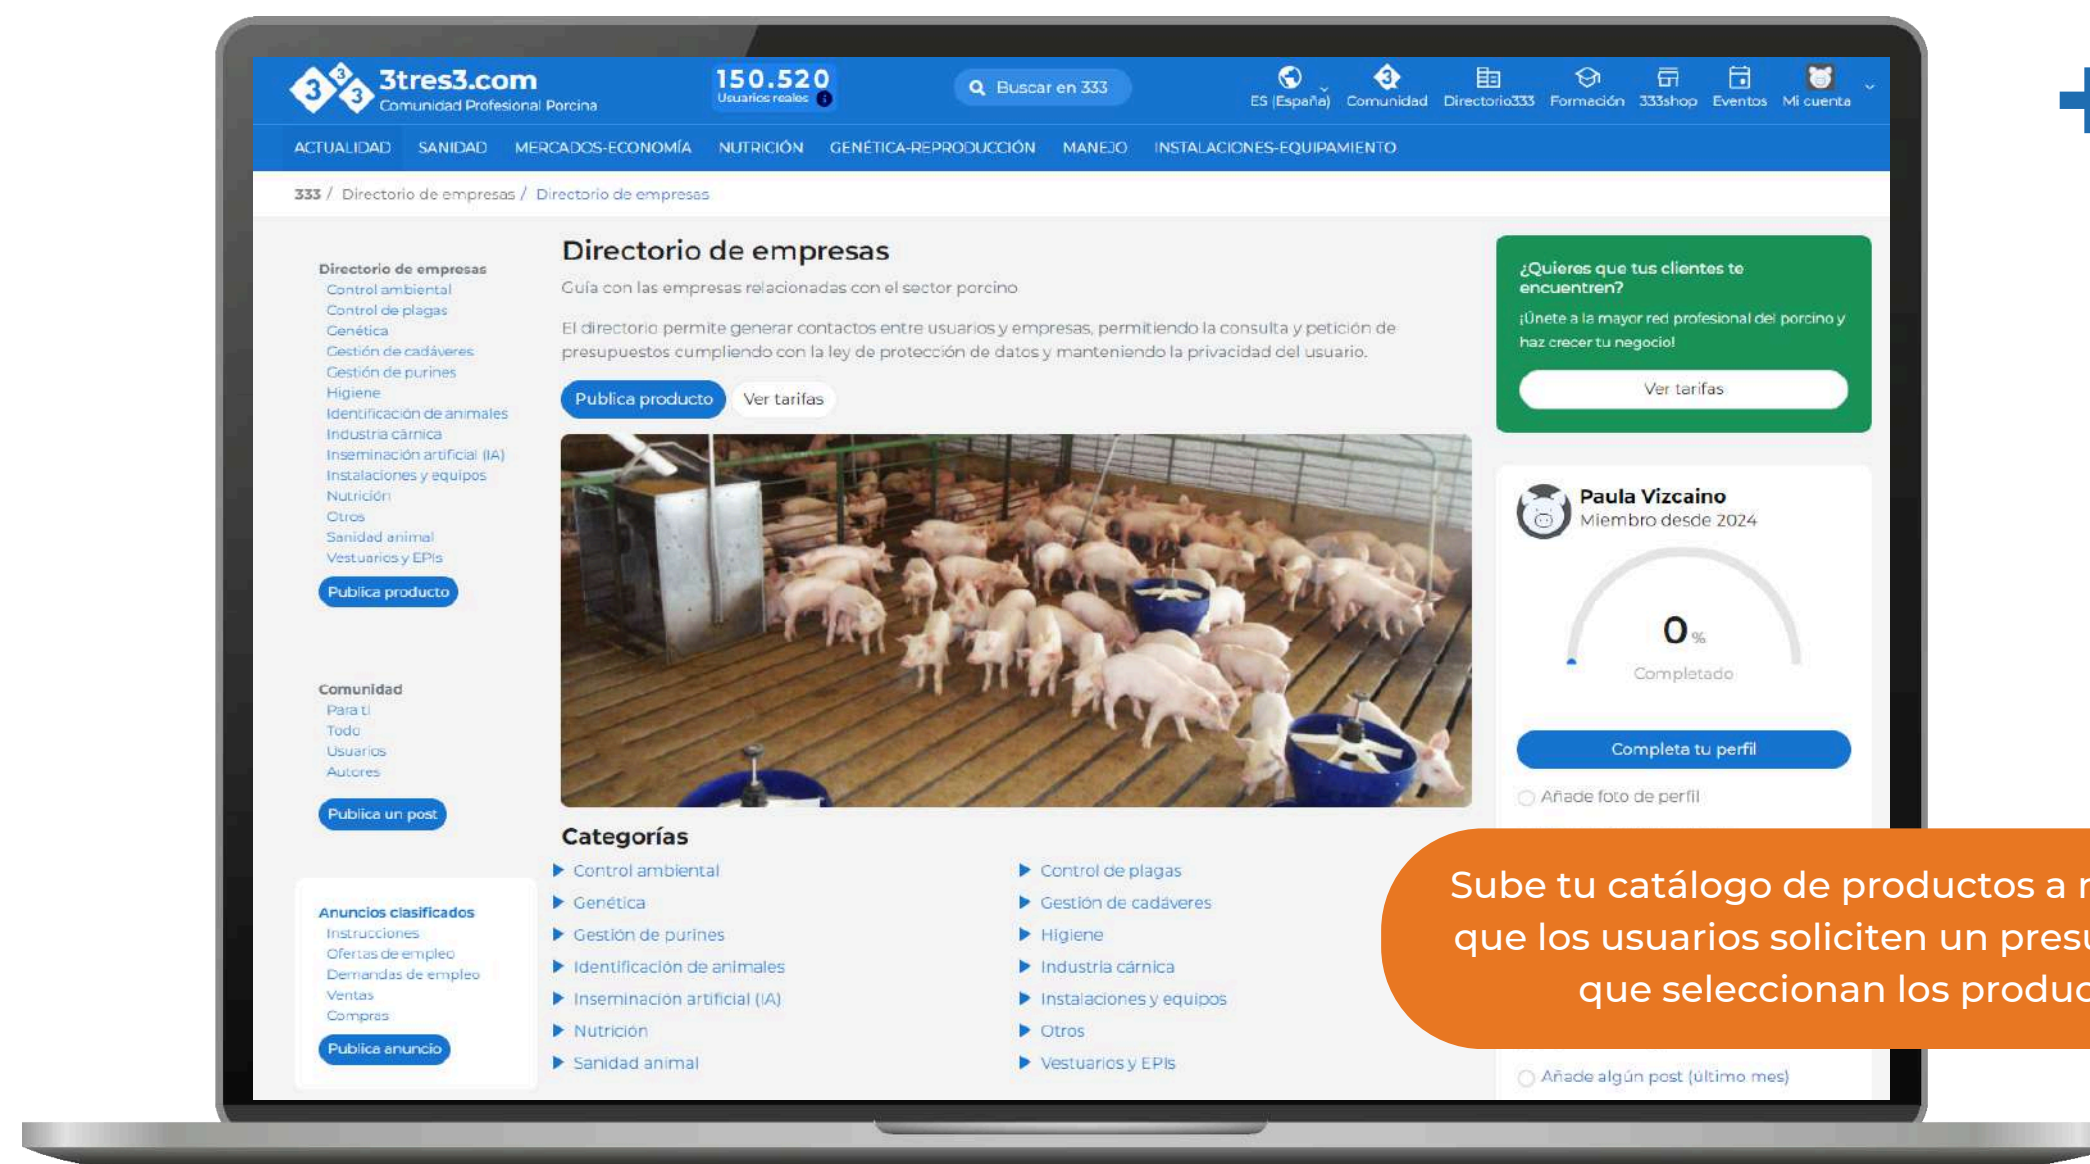 3tres3.com
Comunidad Profesional Porcina
150.520
Usuarios reales
Buscar en 333
ES (España)
Comunidad
Directorio333
Formación
333shop
Eventos
Mi cuenta
ACTUALIDAD
SANIDAD
MERCADOS-ECONOMÍA
NUTRICIÓN
GENÉTICA-REPRODUCCIÓN
MANEJO
INSTALACIONES-EQUIPAMIENTO
333 / Directorio de empresas / Directorio de empresas
Directorio de empresas
Control ambiental
Control de plagas
Genética
Gestión de cadáveres
Gestión de purines
Higiene
Identificación de animales
Industria cárnica
Inseminación artificial (IA)
Instalaciones y equipos
Nutrición
Otros
Sanidad animal
Vestuarios y EPIs
Publica producto
Comunidad
Para ti
Todo
Usuarios
Autores
Publica un post
Anuncios clasificados
Instrucciones
Ofertas de empleo
Demandas de empleo
Ventas
Compras
Publica anuncio
Directorio de empresas
Guía con las empresas relacionadas con el sector porcino
El directorio permite generar contactos entre usuarios y empresas, permitiendo la consulta y petición de
presupuestos cumpliendo con la ley de protección de datos y manteniendo la privacidad del usuario.
Publica producto
Ver tarifas
Categorías
Control ambiental
Control de plagas
Genética
Gestión de cadáveres
Gestión de purines
Higiene
Identificación de animales
Industria cárnica
Inseminación artificial (IA)
Instalaciones y equipos
Nutrición
Otros
Sanidad animal
Vestuarios y EPIs
¿Quieres que tus clientes te
encuentren?
¡Únete a la mayor red profesional del porcino y
haz crecer tu negocio!
Ver tarifas
Paula Vizcaino
Miembro desde 2024
0 %
Completado
Completa tu perfil
Añade foto de perfil
Sube tu catálogo de productos a
que los usuarios soliciten un
que seleccionan los
Añade algún post (último mes)